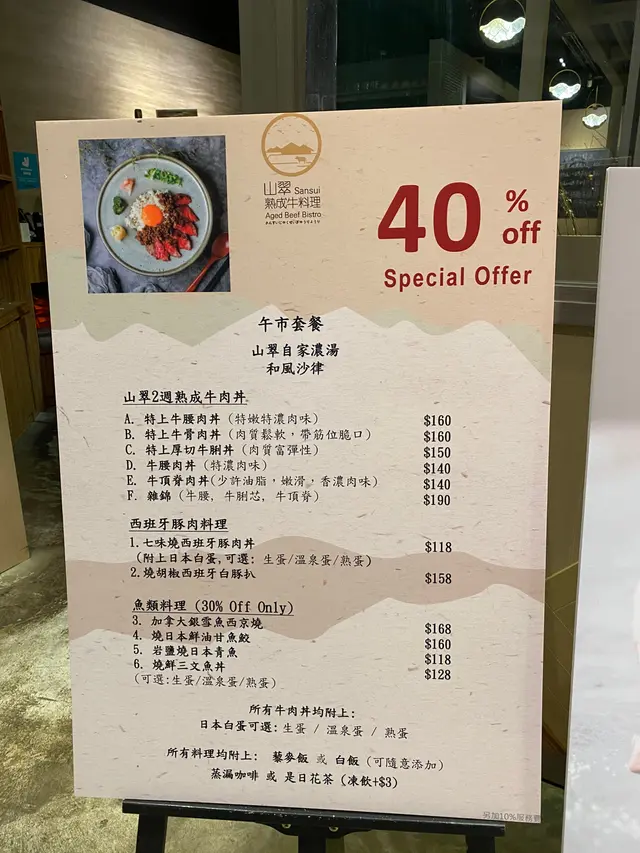 山翠 Sansui
熟成牛料理
Aged Beef Bistro
40 % off
Special Offer
午市套餐
山翠自家濃湯
和風沙律
山翠2週熟成牛肉丼
A. 特上牛腰肉丼 (特嫩特濃肉味) $160
B. 特上牛骨肉丼 (肉質鬆軟，帶筋位脆口) $160
C. 特上厚切牛脷丼 (肉質富彈性) $150
D. 牛腰肉丼 (特濃肉味) $140
E. 牛頂脊肉丼(少許油脂，嫩滑，香濃肉味) $140
F. 雜錦 (牛腰, 牛脷芯, 牛頂脊) $190
西班牙豚肉料理
1.七味燒西班牙豚肉丼 $118
(附上日本白蛋,可選: 生蛋/溫泉蛋/熟蛋)
2.燒胡椒西班牙白豚扒 $158
魚類料理 (30% Off Only)
3. 加拿大銀雪魚西京燒 $168
4. 燒日本鮮油甘魚鮫 $160
5. 岩鹽燒日本青魚 $118
6. 燒鮮三文魚丼 $128
(可選:生蛋/溫泉蛋/熟蛋)
所有牛肉丼均附上:
日本白蛋可選: 生蛋 / 溫泉蛋 / 熟蛋
所有料理均附上: 藜麥飯 或 白飯 (可隨意添加)
蒸漏咖啡 或 是日花茶 (凍飲+$3)
另加10%服務費